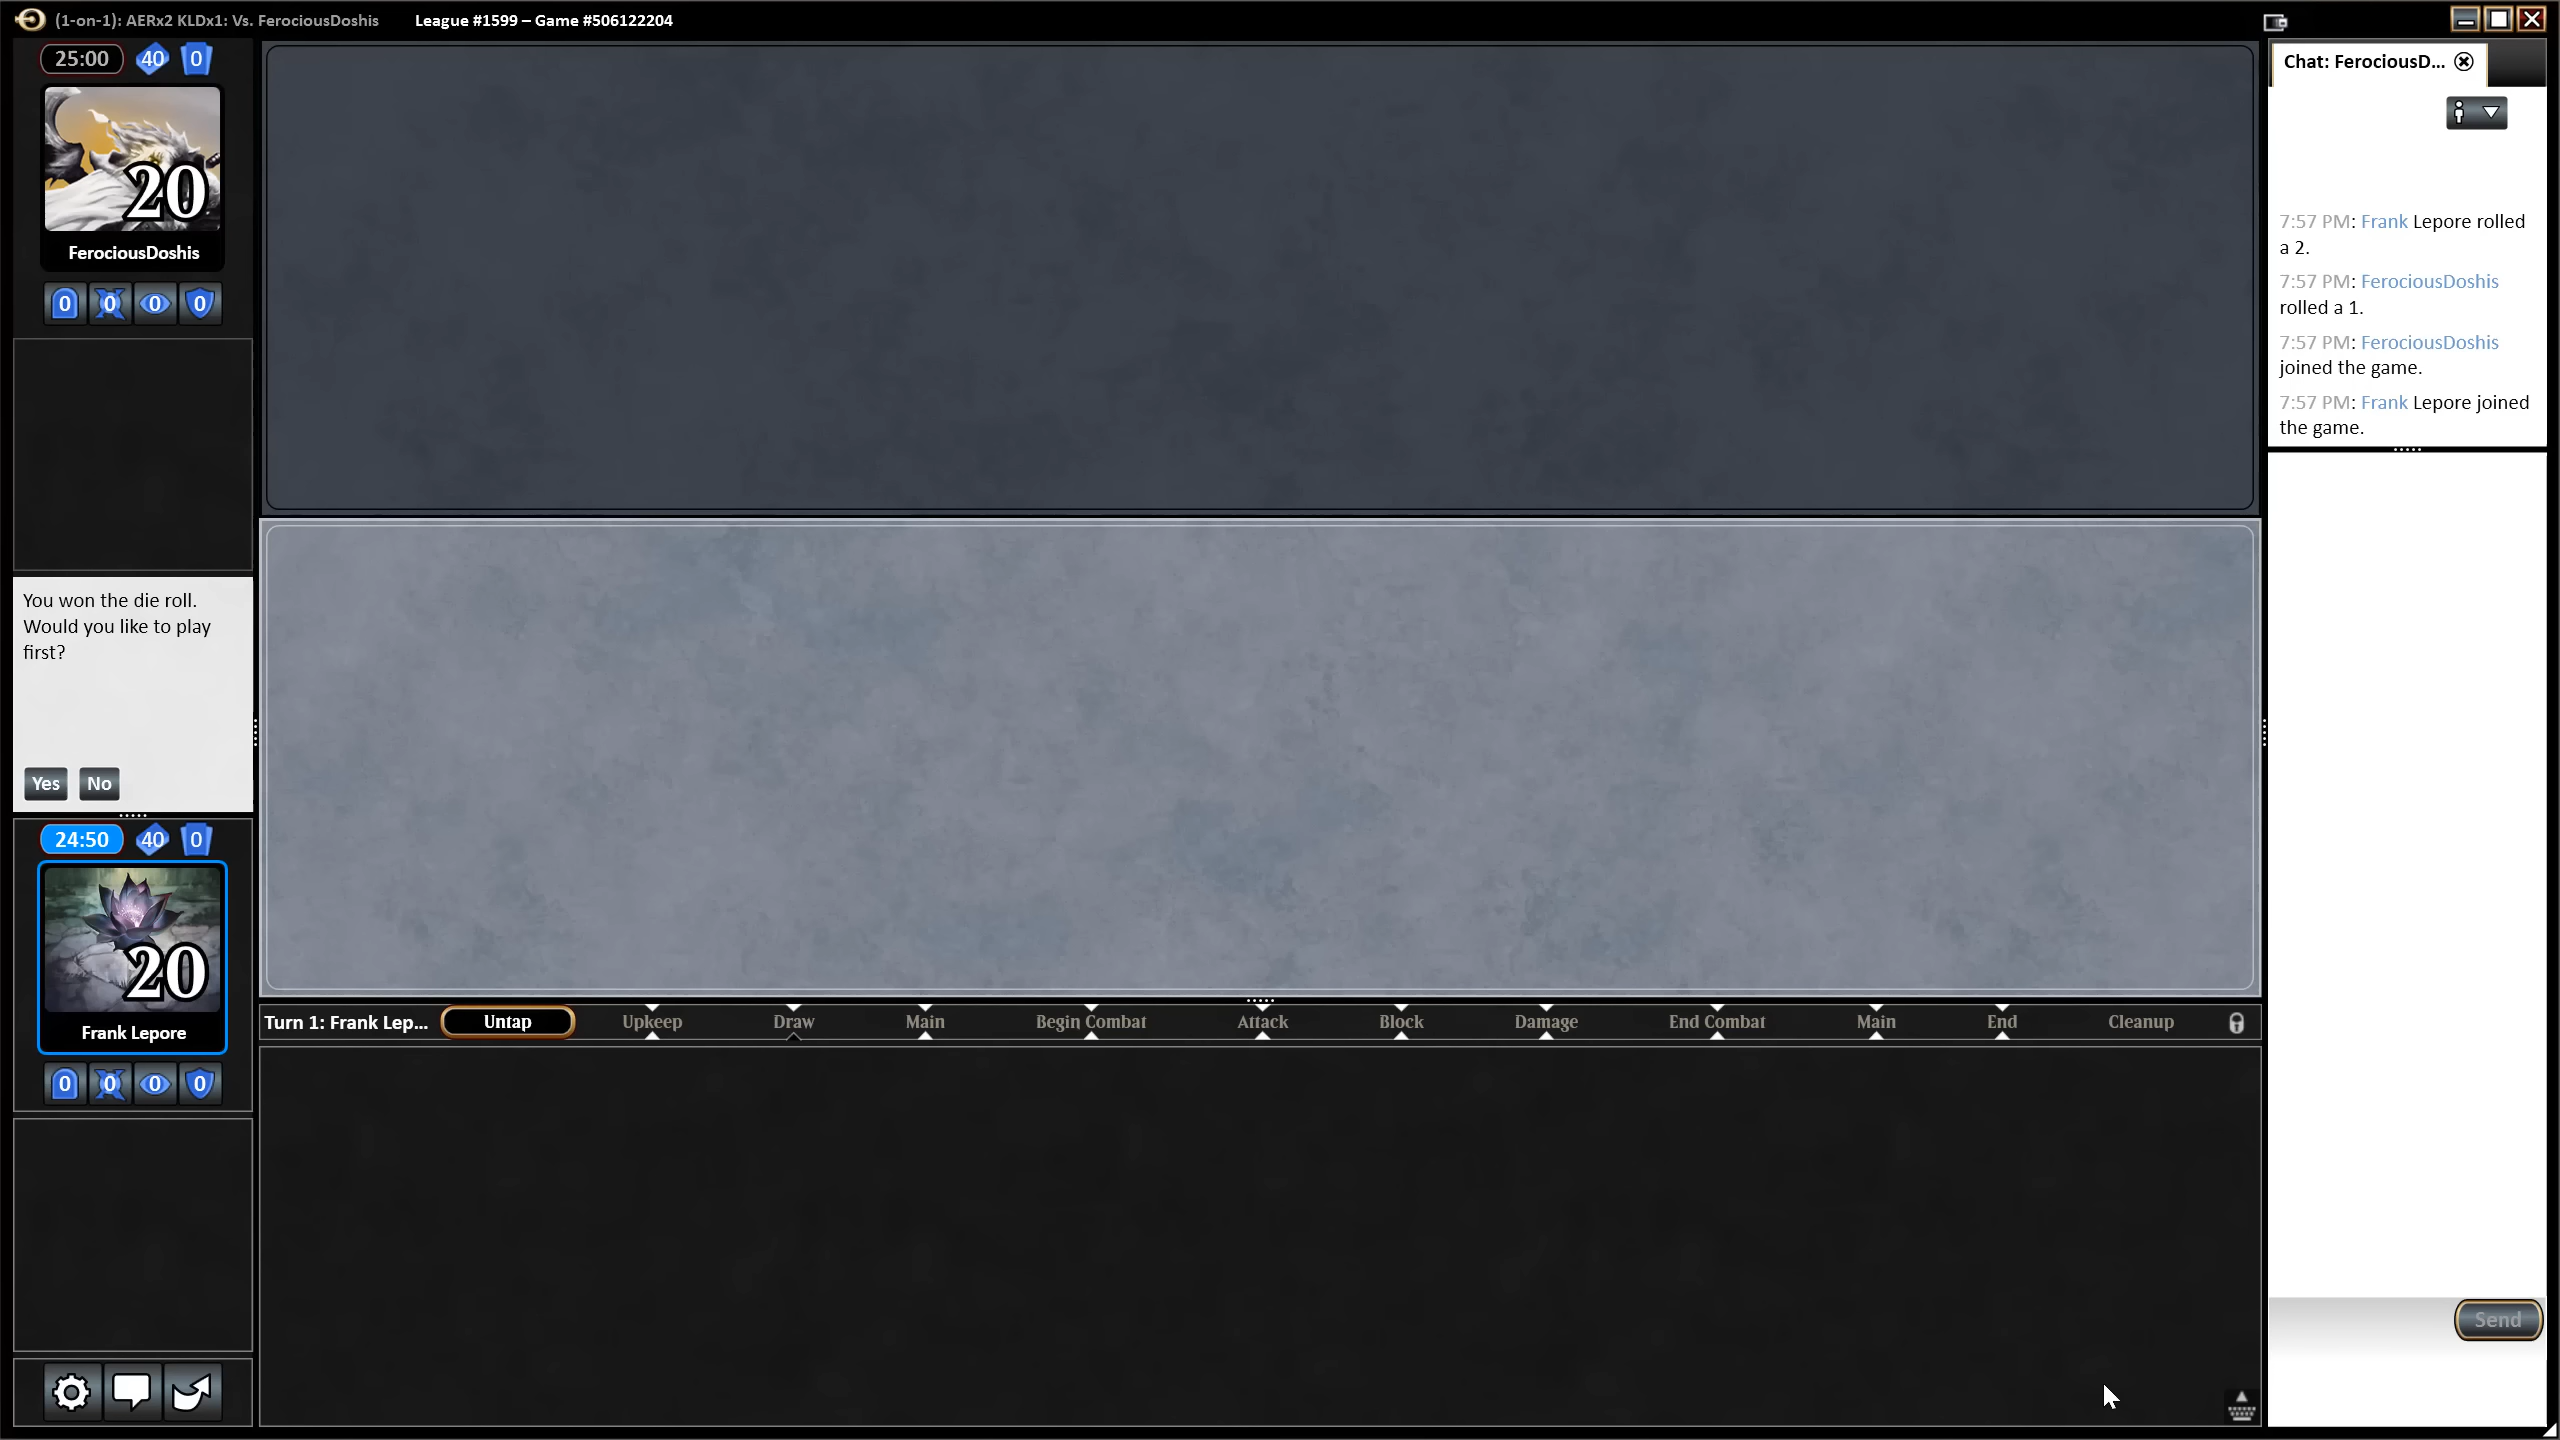 (1-on-1): AERx2 KLDx1: Vs. FerociousDoshis
League #1599 – Game #506122204
25:00
40
0
20
FerociousDoshis
0
0
0
0
You won the die roll.
Would you like to play
first?
Yes
No
24:50
40
0
20
Frank Lepore
0
0
0
0
Turn 1: Frank Lep...
Untap
Upkeep
Draw
Main
Begin Combat
Attack
Block
Damage
End Combat
Main
End
Cleanup
Chat: FerociousD...
7:57 PM: Frank Lepore rolled
a 2.
7:57 PM: FerociousDoshis
rolled a 1.
7:57 PM: FerociousDoshis
joined the game.
7:57 PM: Frank Lepore joined
the game.
Send